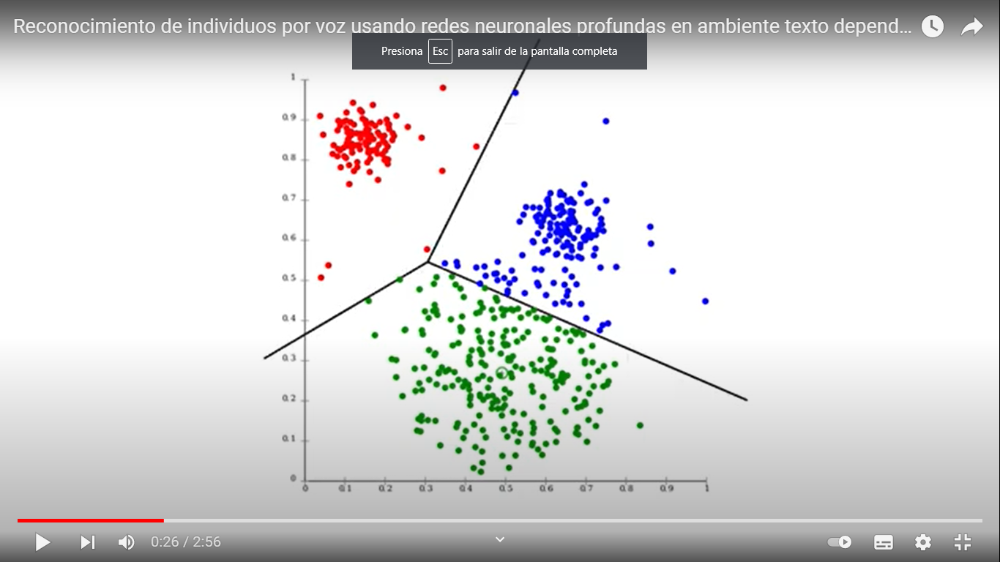 Reconocimiento de individuos por voz usando redes neuronales profundas en ambiente texto depend...
Presiona Esc para salir de la pantalla completa
1
0.9
0.8
0.7
0.6
0.5
0.4
0.3
0.2
0.1
0
0 0.1 0.2 0.3 0.4 0.5 0.6 0.7 0.8 0.9 1
0:26 / 2:56